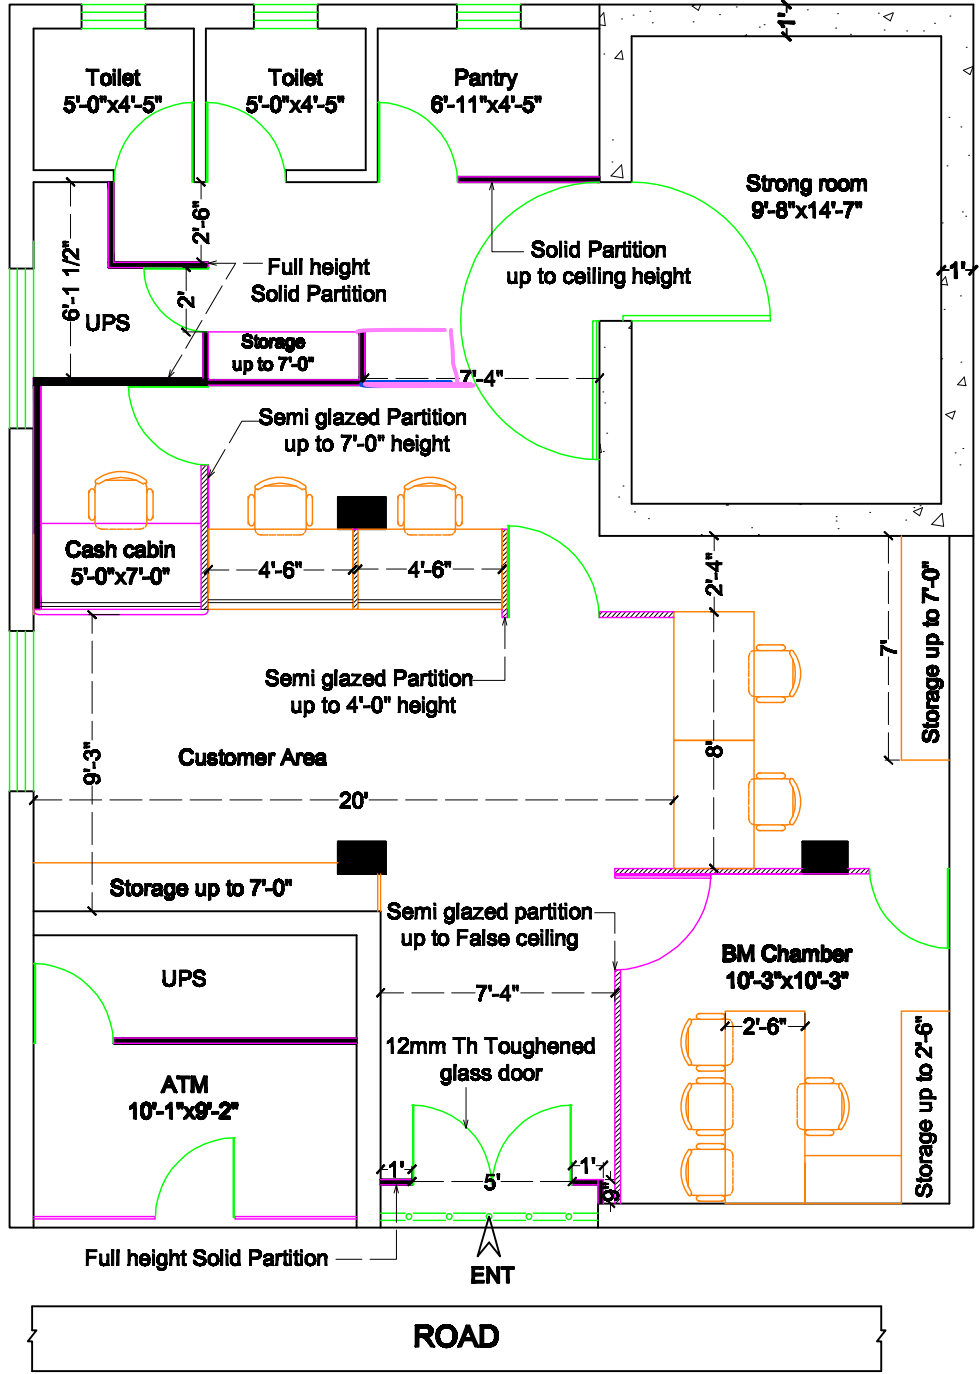 1'
Toilet
5'-0"x4'-5"
Toilet
5'-0"x4'-5"
Pantry
6'-11"x4'-5"
Strong room
9'-8"x14'-7"
2'-6"
6'-1 1/2"
Solid Partition
up to ceiling height
1'
Full height
Solid Partition
2'
UPS
Storage
up to 7'-0"
7'-4"
Semi glazed Partition
up to 7'-0" height
Cash cabin
5'-0"x7'-0"
4'-6"
4'-6"
2'-4"
Storage up to 7'-0"
7'
Semi glazed Partition
up to 4'-0" height
9'-3"
Customer Area
8'
20'
Storage up to 7'-0"
Semi glazed partition
up to False ceiling
BM Chamber
10'-3"x10'-3"
UPS
7'-4"
2'-6"
12mm Th Toughened
glass door
Storage up to 2'-6"
ATM
10'-1"x9'-2"
1'
5'
1'
9"
Full height Solid Partition
ENT
ROAD